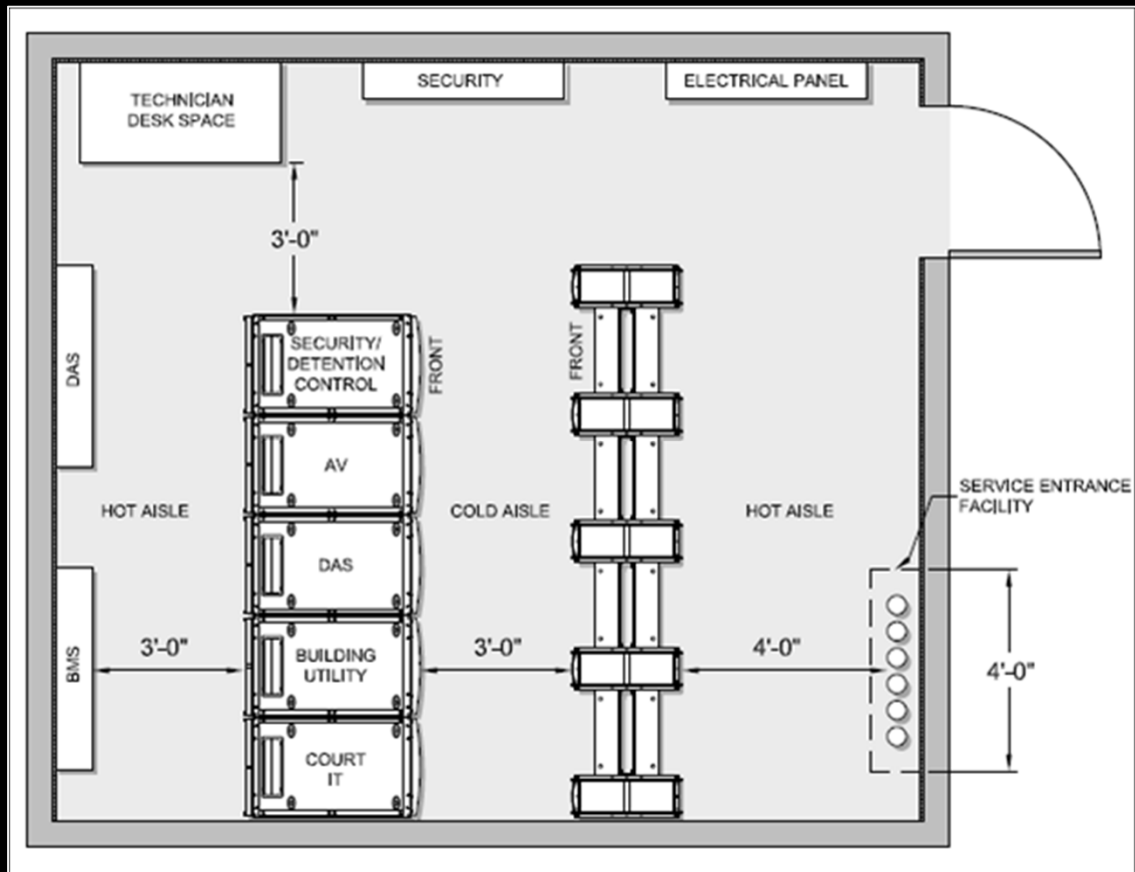 TECHNICIAN
DESK SPACE
SECURITY
ELECTRICAL PANEL
3'-0"
DAS
SECURITY/
DETENTION
CONTROL
FRONT
FRONT
AV
HOT AISLE
COLD AISLE
HOT AISLE
SERVICE ENTRANCE
FACILITY
DAS
BMS
3'-0"
BUILDING
UTILITY
3'-0"
4'-0"
4'-0"
COURT
IT